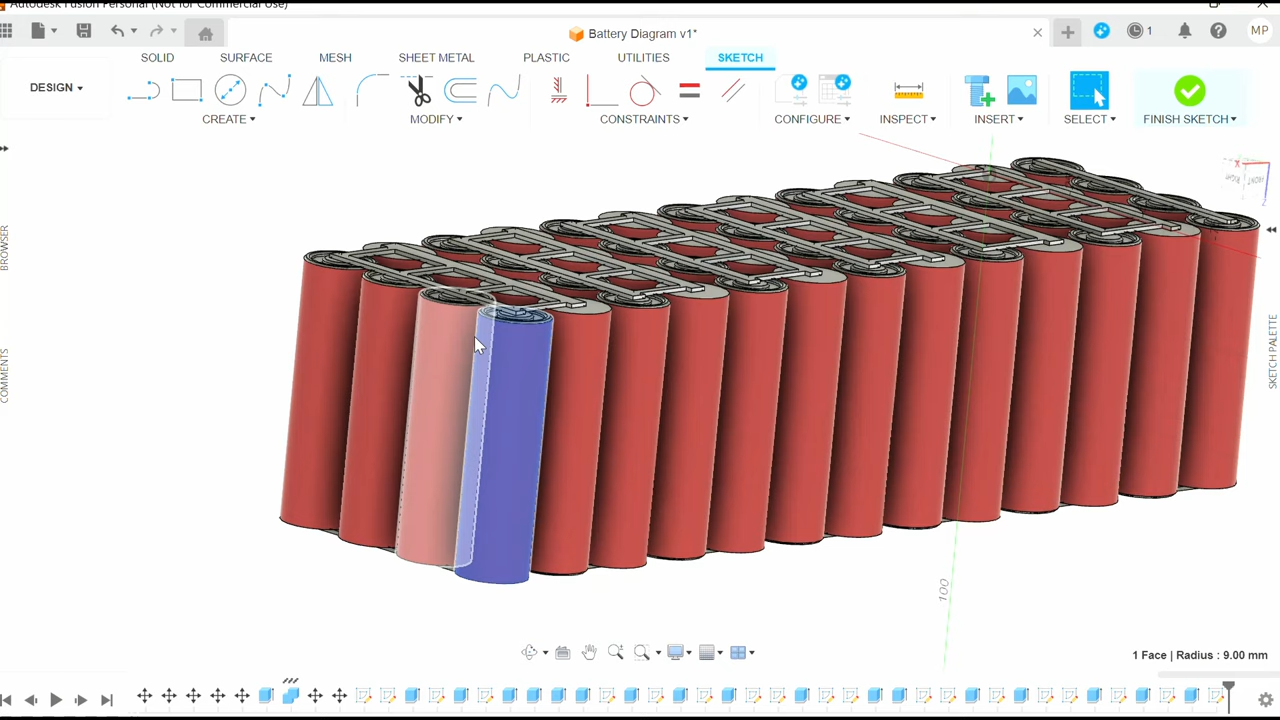 Autodesk Fusion Personal (Not for Commercial Use)
Battery Diagram v1*
1
MP
SOLID
SURFACE
MESH
SHEET METAL
PLASTIC
UTILITIES
SKETCH
DESIGN
CREATE
MODIFY
CONSTRAINTS
CONFIGURE
INSPECT
INSERT
SELECT
FINISH SKETCH
BROWSER
COMMENTS
SKETCH PALETTE
X
RIGHT
FRONT
Z
100
1 Face | Radius : 9.00 mm